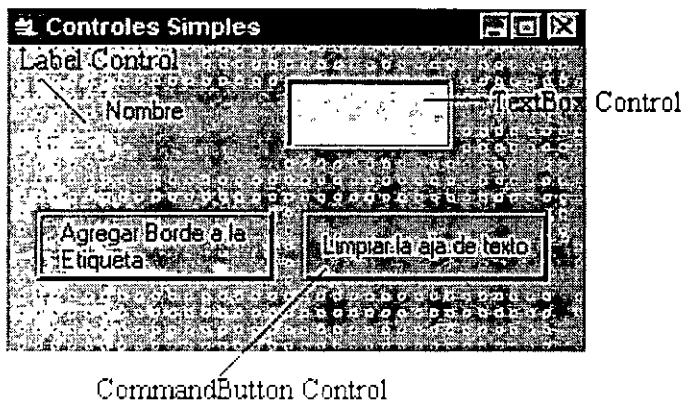 Controles Simples
Label Control
Nombre
TextBox Control
Agregar Borde a la
Etiqueta
Limpiar la aja de texto
CommandButton Control